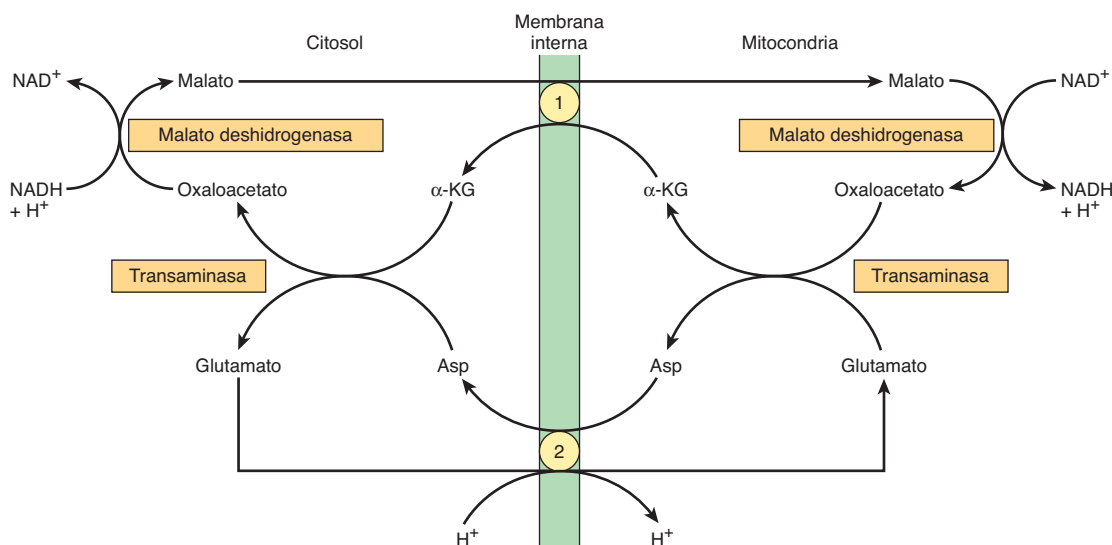 Citosol
Membrana
interna
Mitocondria
NAD⁺
Malato
Malato
NAD⁺
1
Malato deshidrogenasa
Malato deshidrogenasa
NADH
+ H⁺
Oxaloacetato
α-KG
α-KG
Oxaloacetato
NADH
+ H⁺
Transaminasa
Transaminasa
Glutamato
Asp
Asp
Glutamato
2
H⁺
H⁺